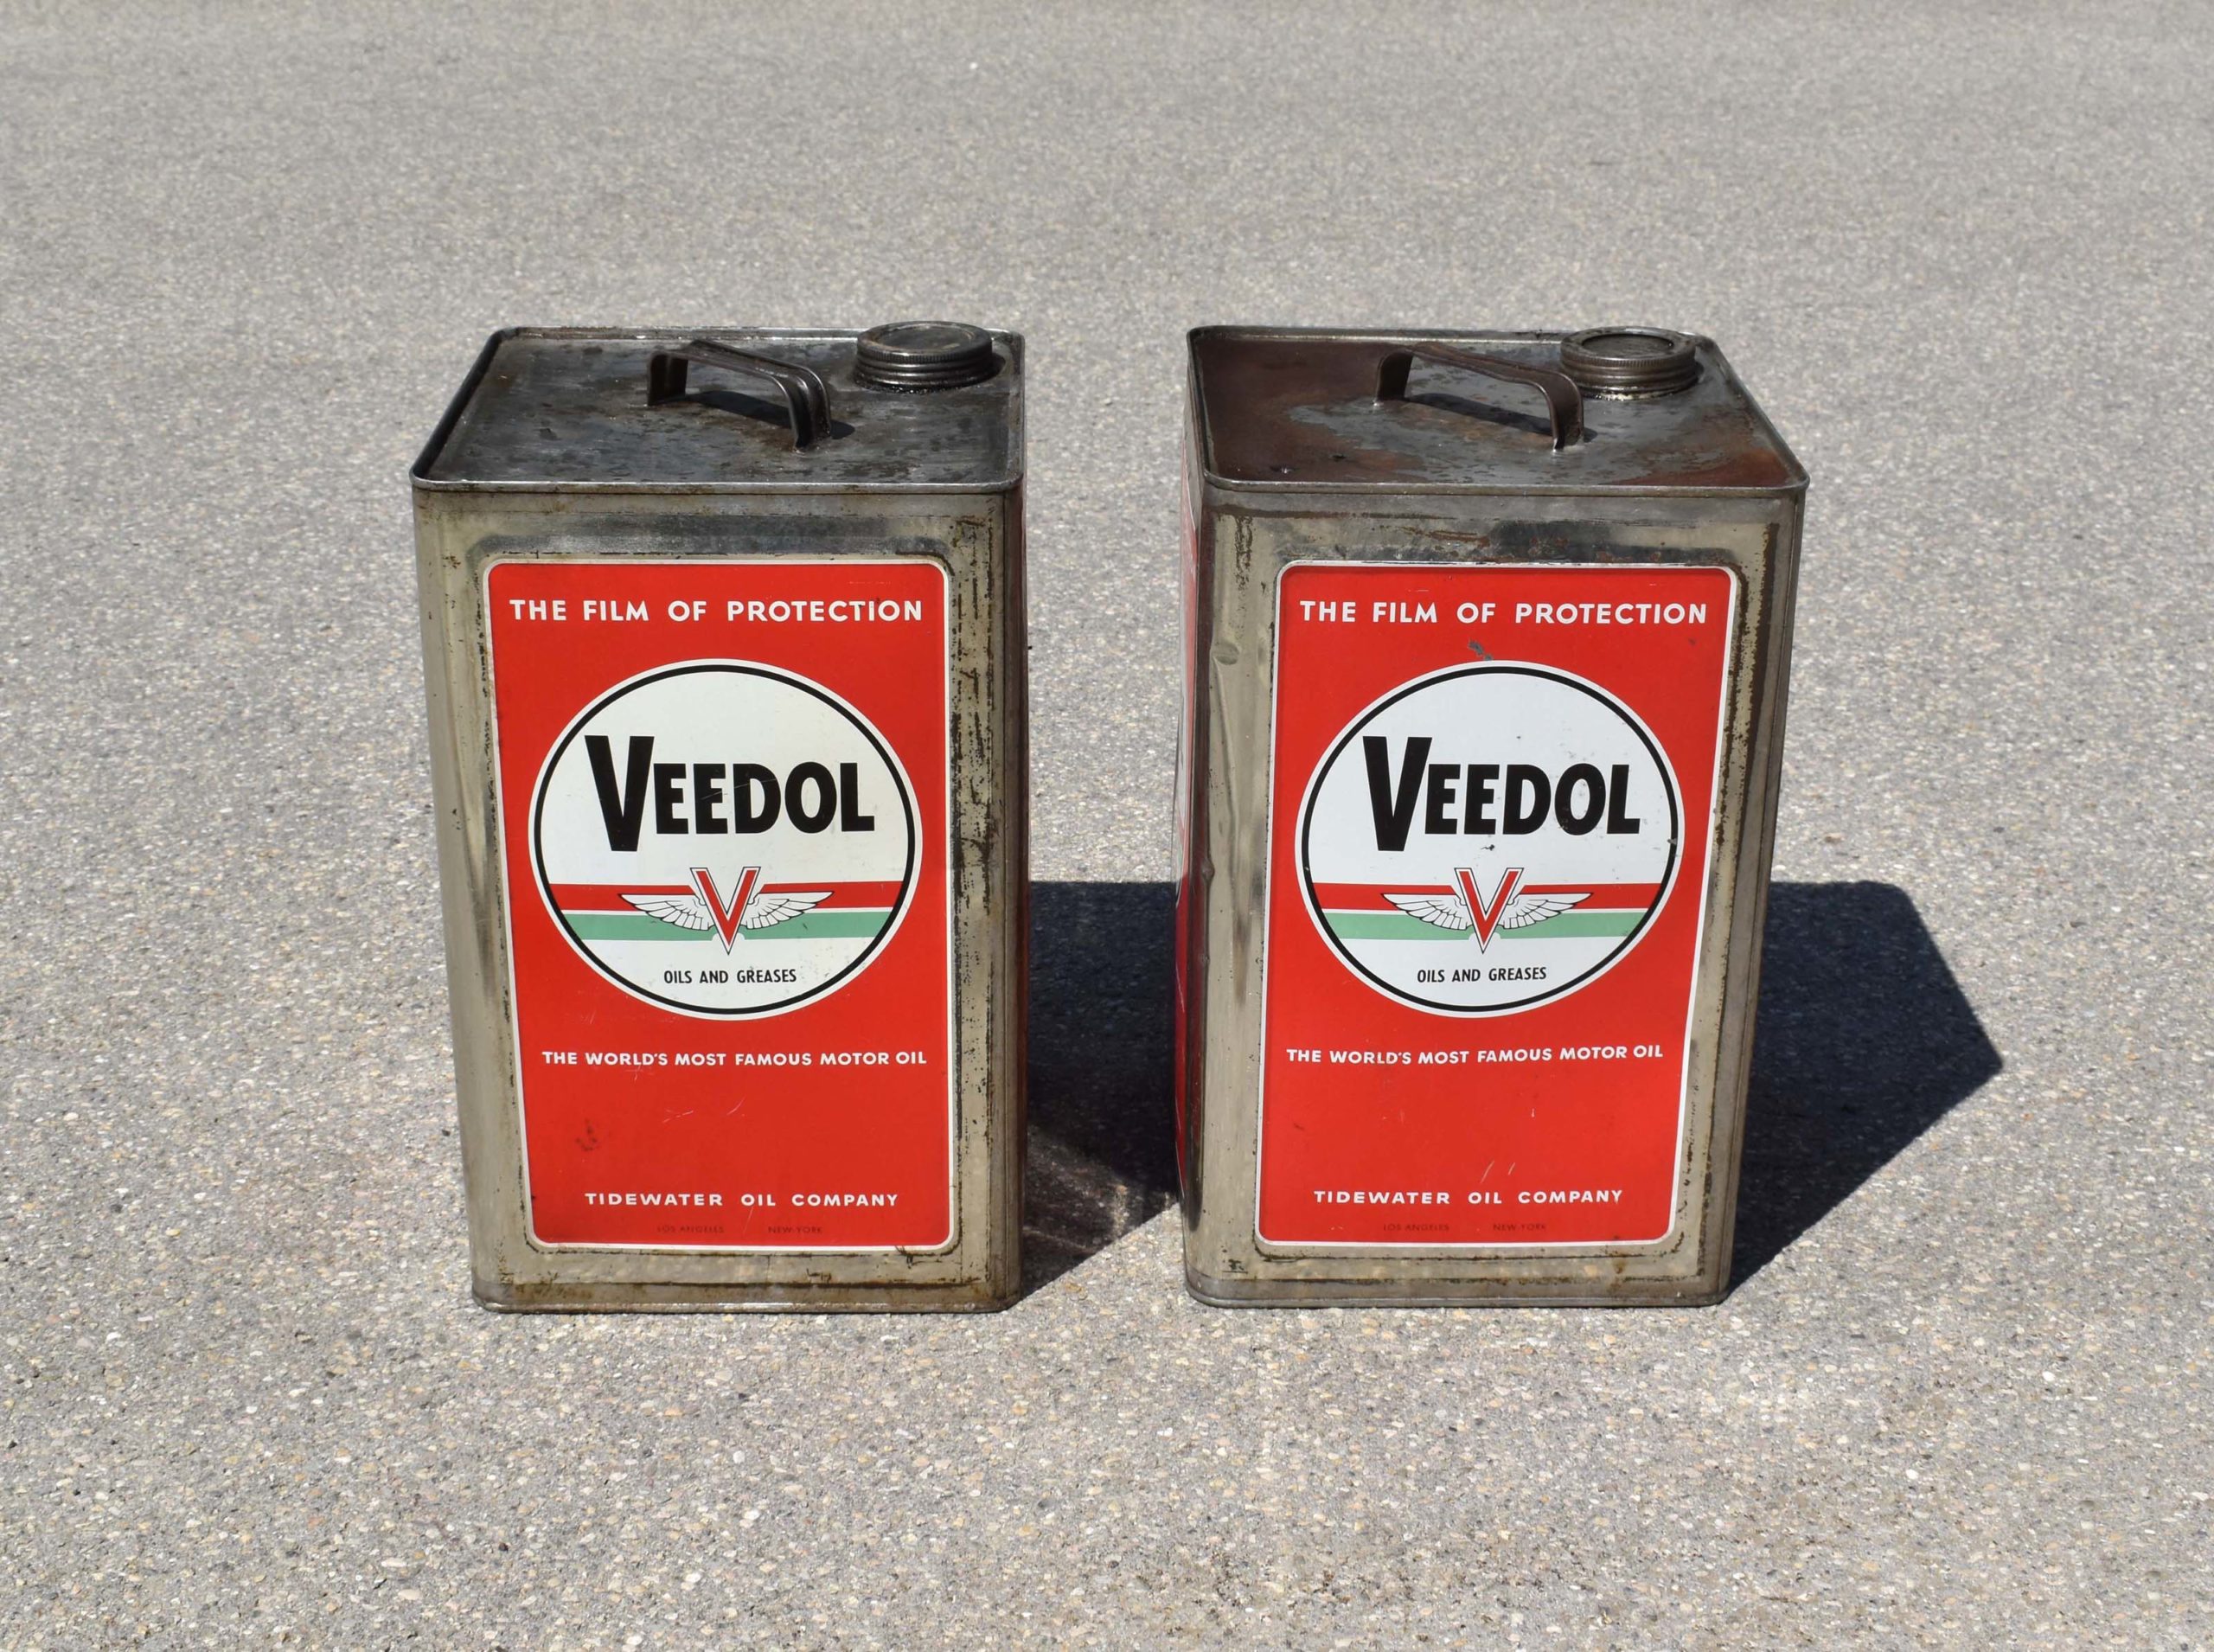 THE FILM OF PROTECTION
VEEDOL
V
OILS AND GREASES
THE WORLD'S MOST FAMOUS MOTOR OIL
TIDEWATER OIL COMPANY
LOS ANGELES NEW-YORK
THE FILM OF PROTECTION
VEEDOL
V
OILS AND GREASES
THE WORLD'S MOST FAMOUS MOTOR OIL
TIDEWATER OIL COMPANY
LOS ANGELES NEW-YORK